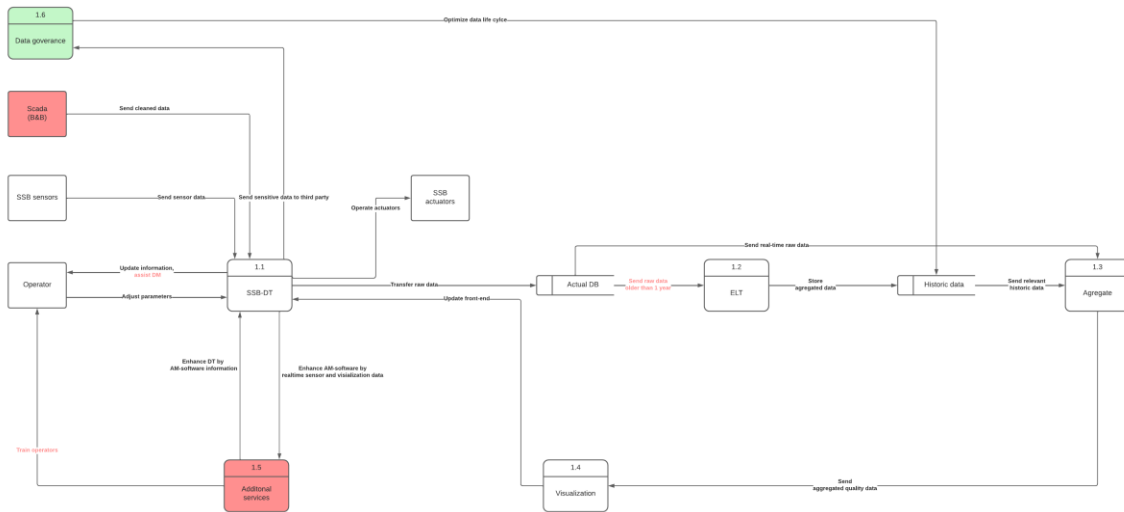 1.6
Data goverance
Optimize data life cylce
Scada
(B&B)
Send cleaned data
SSB sensors
Send sensor data
Send sensitive data to third party
SSB
actuators
Operate actuators
Send real-time raw data
Operator
Update information,
assist DM
Adjust parameters
1.1
SSB-DT
Transfer raw data
Update front-end
Actual DB
Send raw data
older than 1 year
1.2
ELT
Store
agregated data
Historic data
Send relevant
historic data
1.3
Agregate
Enhance DT by
AM-software information
Enhance AM-software by
realtime sensor and visialization data
Train operators
1.5
Additonal
services
1.4
Visualization
Send
aggregated quality data